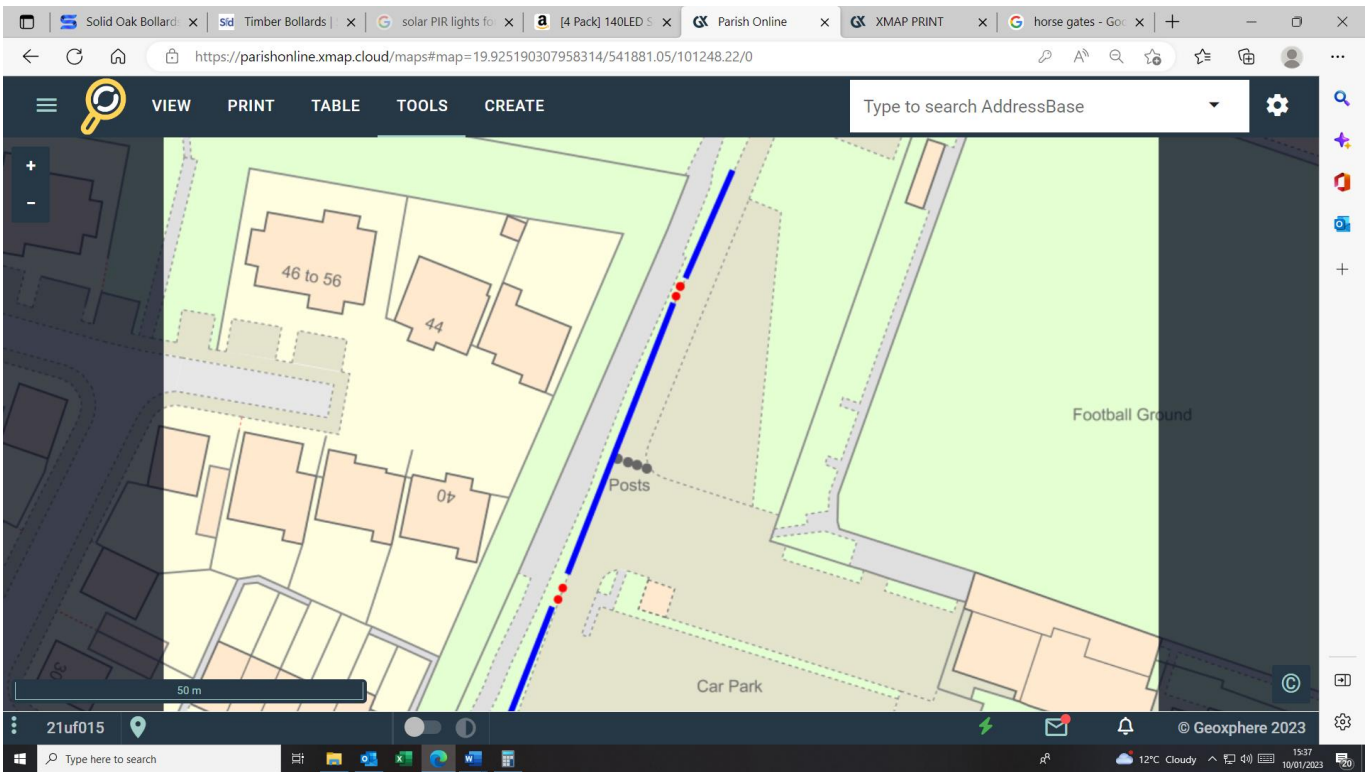 Solid Oak Bollard
Sid
Timber Bollards |
solar PIR lights fo
[4 Pack] 140LED S
Parish Online
XMAP PRINT
horse gates - Goo
https://parishonline.xmap.cloud/maps#map=19.925190307958314/541881.05/101248.22/0
VIEW PRINT TABLE TOOLS CREATE
Type to search AddressBase
+
-
46 to 56
44
Football Ground
Posts
40
30
Car Park
50 m
©
21uf015
© Geoxphere 2023
Type here to search
12°C Cloudy
15:37
10/01/2023
20